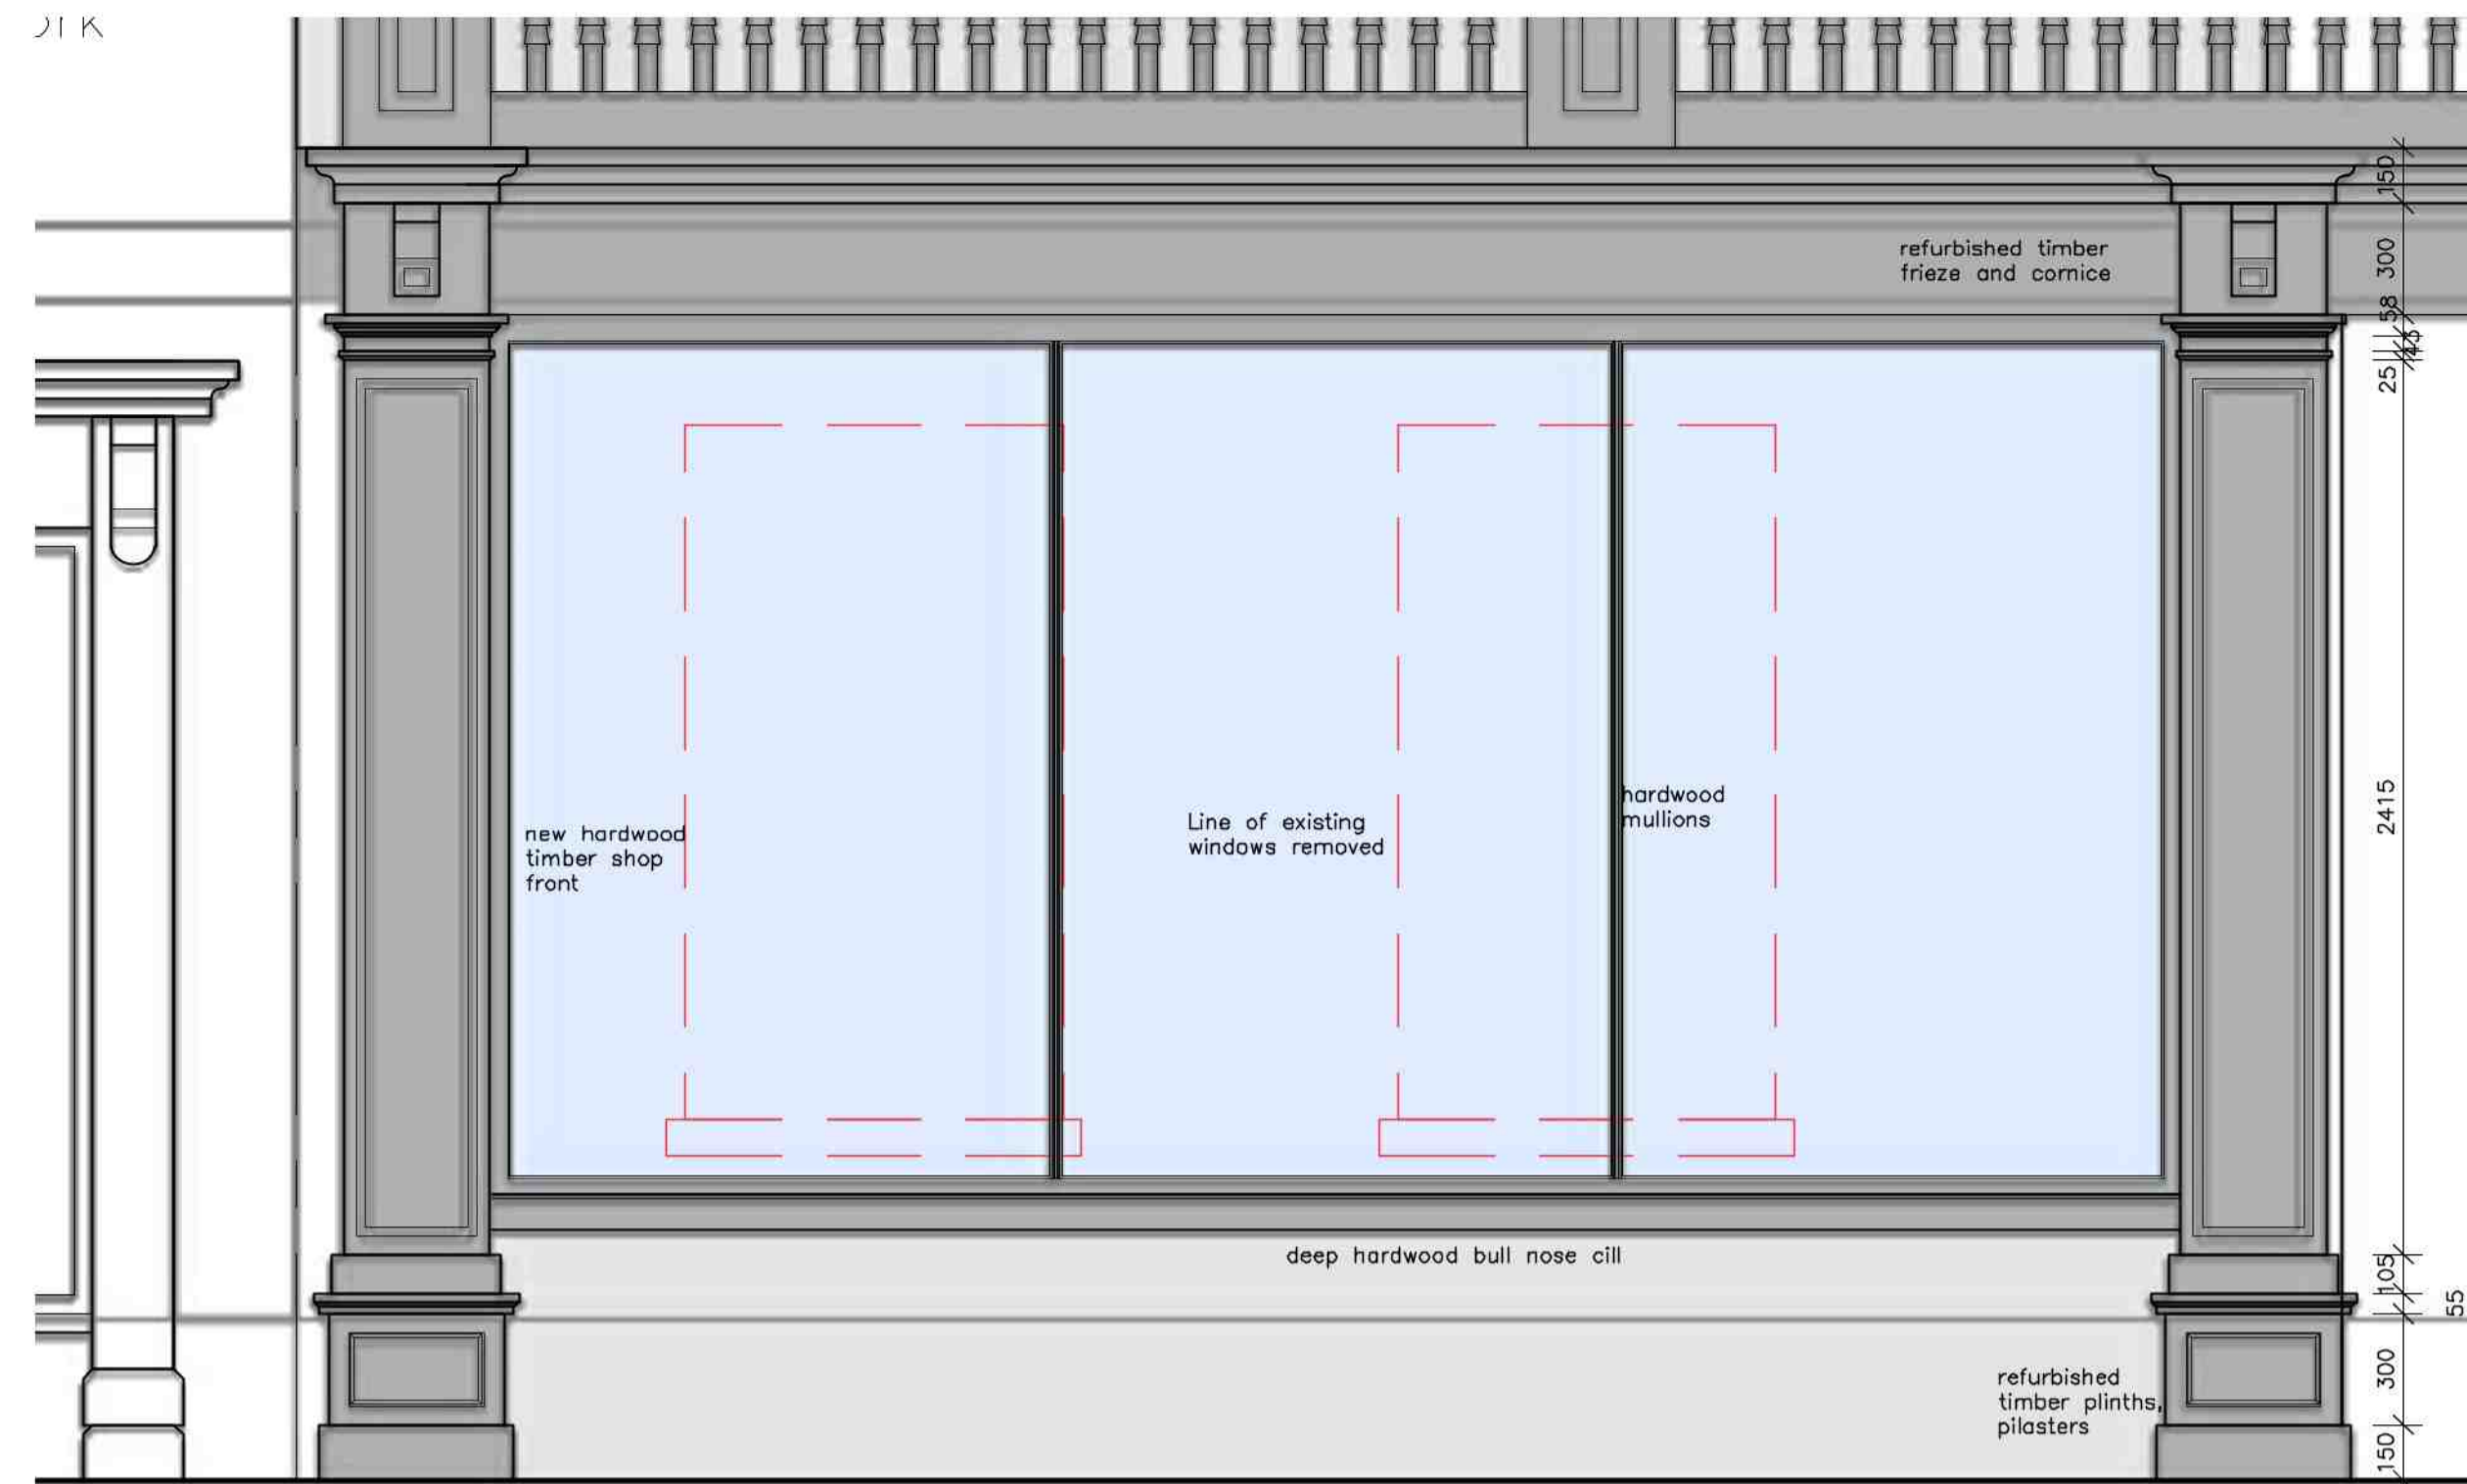 refurbished timber
frieze and cornice
new hardwood
timber shop
front
Line of existing
windows removed
hardwood
mullions
deep hardwood bull nose cill
refurbished
timber plinths,
pilasters
150
300
58
25
2415
105
55
300
150